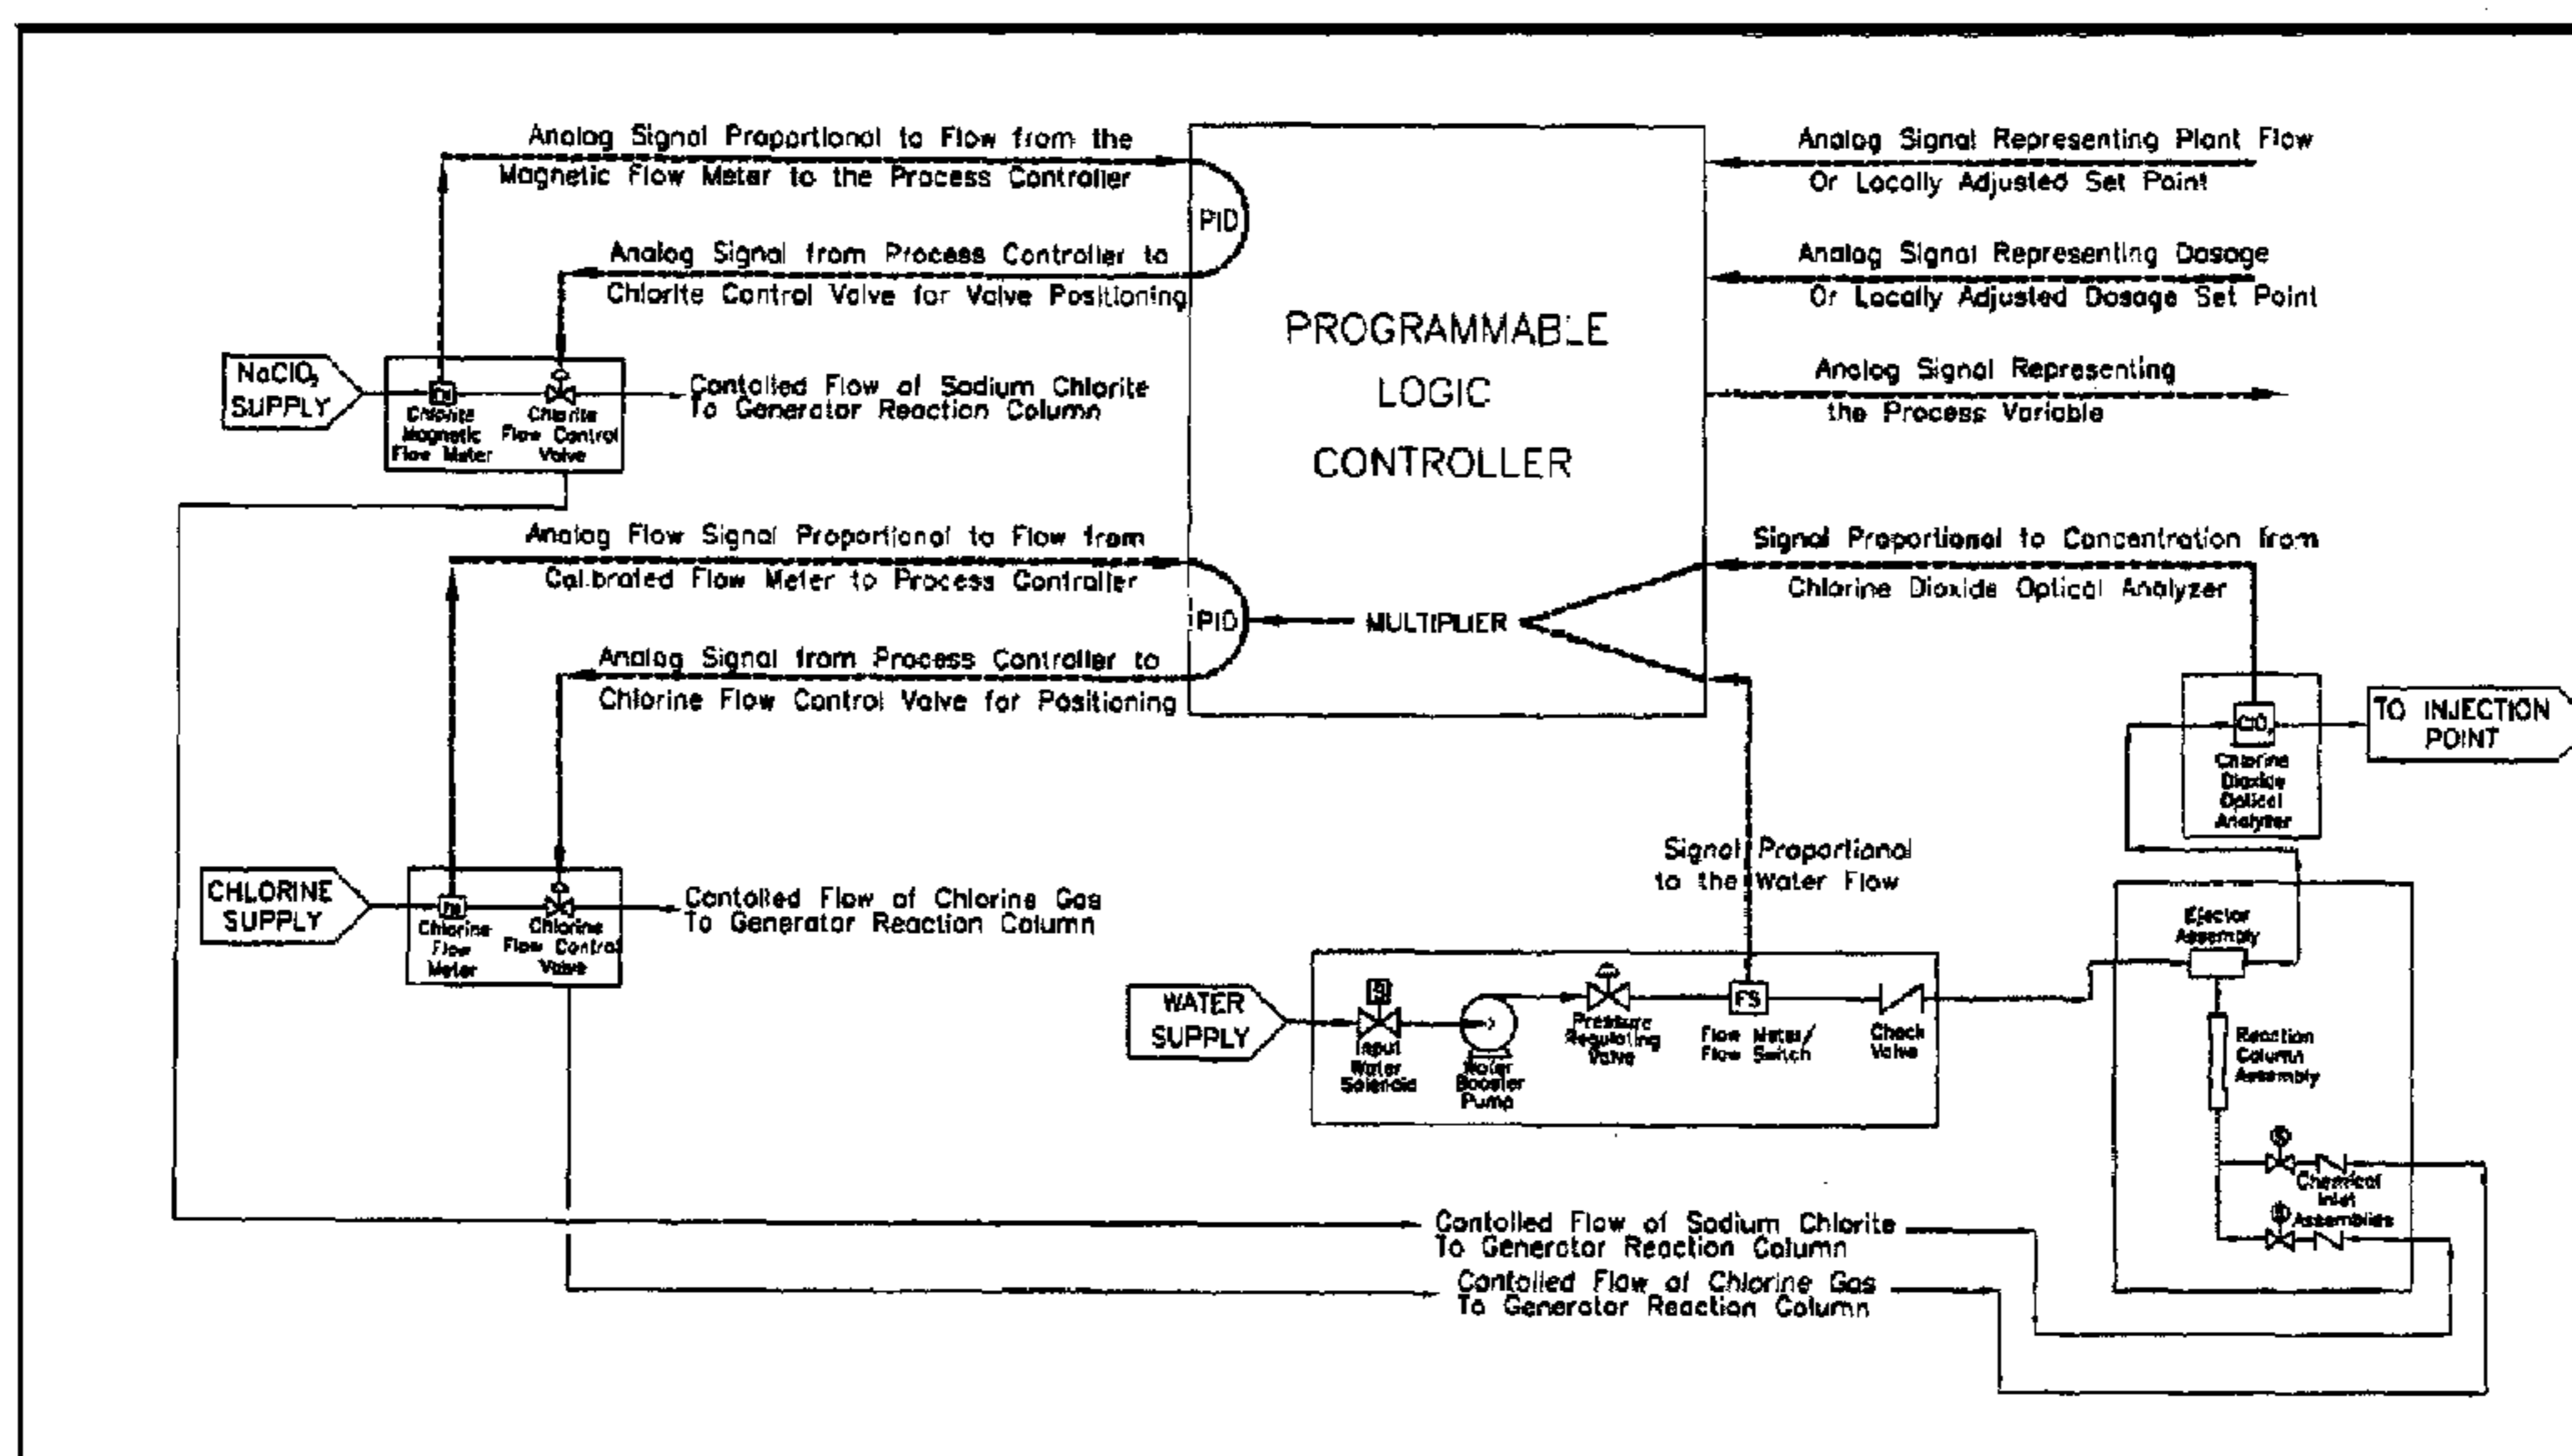 Analog Signal Proportional to Flow from the
Magnetic Flow Meter to the Process Controller
PID
Analog Signal from Process Controller to
Chlorite Control Valve for Valve Positioning
NaClO₂
SUPPLY
Chlorite
Magnetic
Flow Meter
Chlorite
Flow Control
Valve
Contolled Flow of Sodium Chlorite
To Generator Reaction Column
PROGRAMMABLE
LOGIC
CONTROLLER
Analog Signal Representing Plant Flow
Or Locally Adjusted Set Point
Analog Signal Representing Dosage
Or Locally Adjusted Dosage Set Point
Analog Signal Representing
the Process Variable
Analog Flow Signal Proportional to Flow from
Calibrated Flow Meter to Process Controller
PID
MULTIPLIER
Analog Signal from Process Controller to
Chlorine Flow Control Valve for Positioning
Signal Proportional to Concentration from
Chlorine Dioxide Optical Analyzer
ClO₂
Chlorine
Dioxide
Optical
Analyzer
TO INJECTION
POINT
CHLORINE
SUPPLY
Chlorine
Flow
Meter
Chlorine
Flow Control
Valve
Contolled Flow of Chlorine Gas
To Generator Reaction Column
Signal Proportional
to the Water Flow
WATER
SUPPLY
S
Input
Water
Solenoid
Water
Booster
Pump
Pressure
Regulating
Valve
FS
Flow Meter/
Flow Switch
Check
Valve
Ejector
Assembly
Reaction
Column
Assembly
S
Chemical
Inlet
Assemblies
S
Contolled Flow of Sodium Chlorite
To Generator Reaction Column
Contolled Flow of Chlorine Gas
To Generator Reaction Column